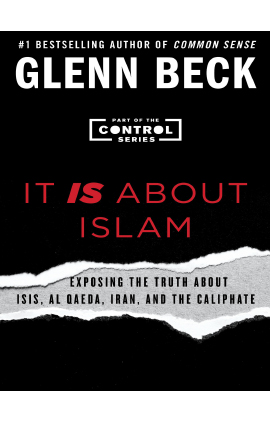 #1 BESTSELLING AUTHOR OF COMMON SENSE
GLENN BECK
PART OF THE
CONTROL
SERIES
IT IS ABOUT
ISLAM
EXPOSING THE TRUTH ABOUT
ISIS, AL QAEDA, IRAN, AND THE CALIPHATE